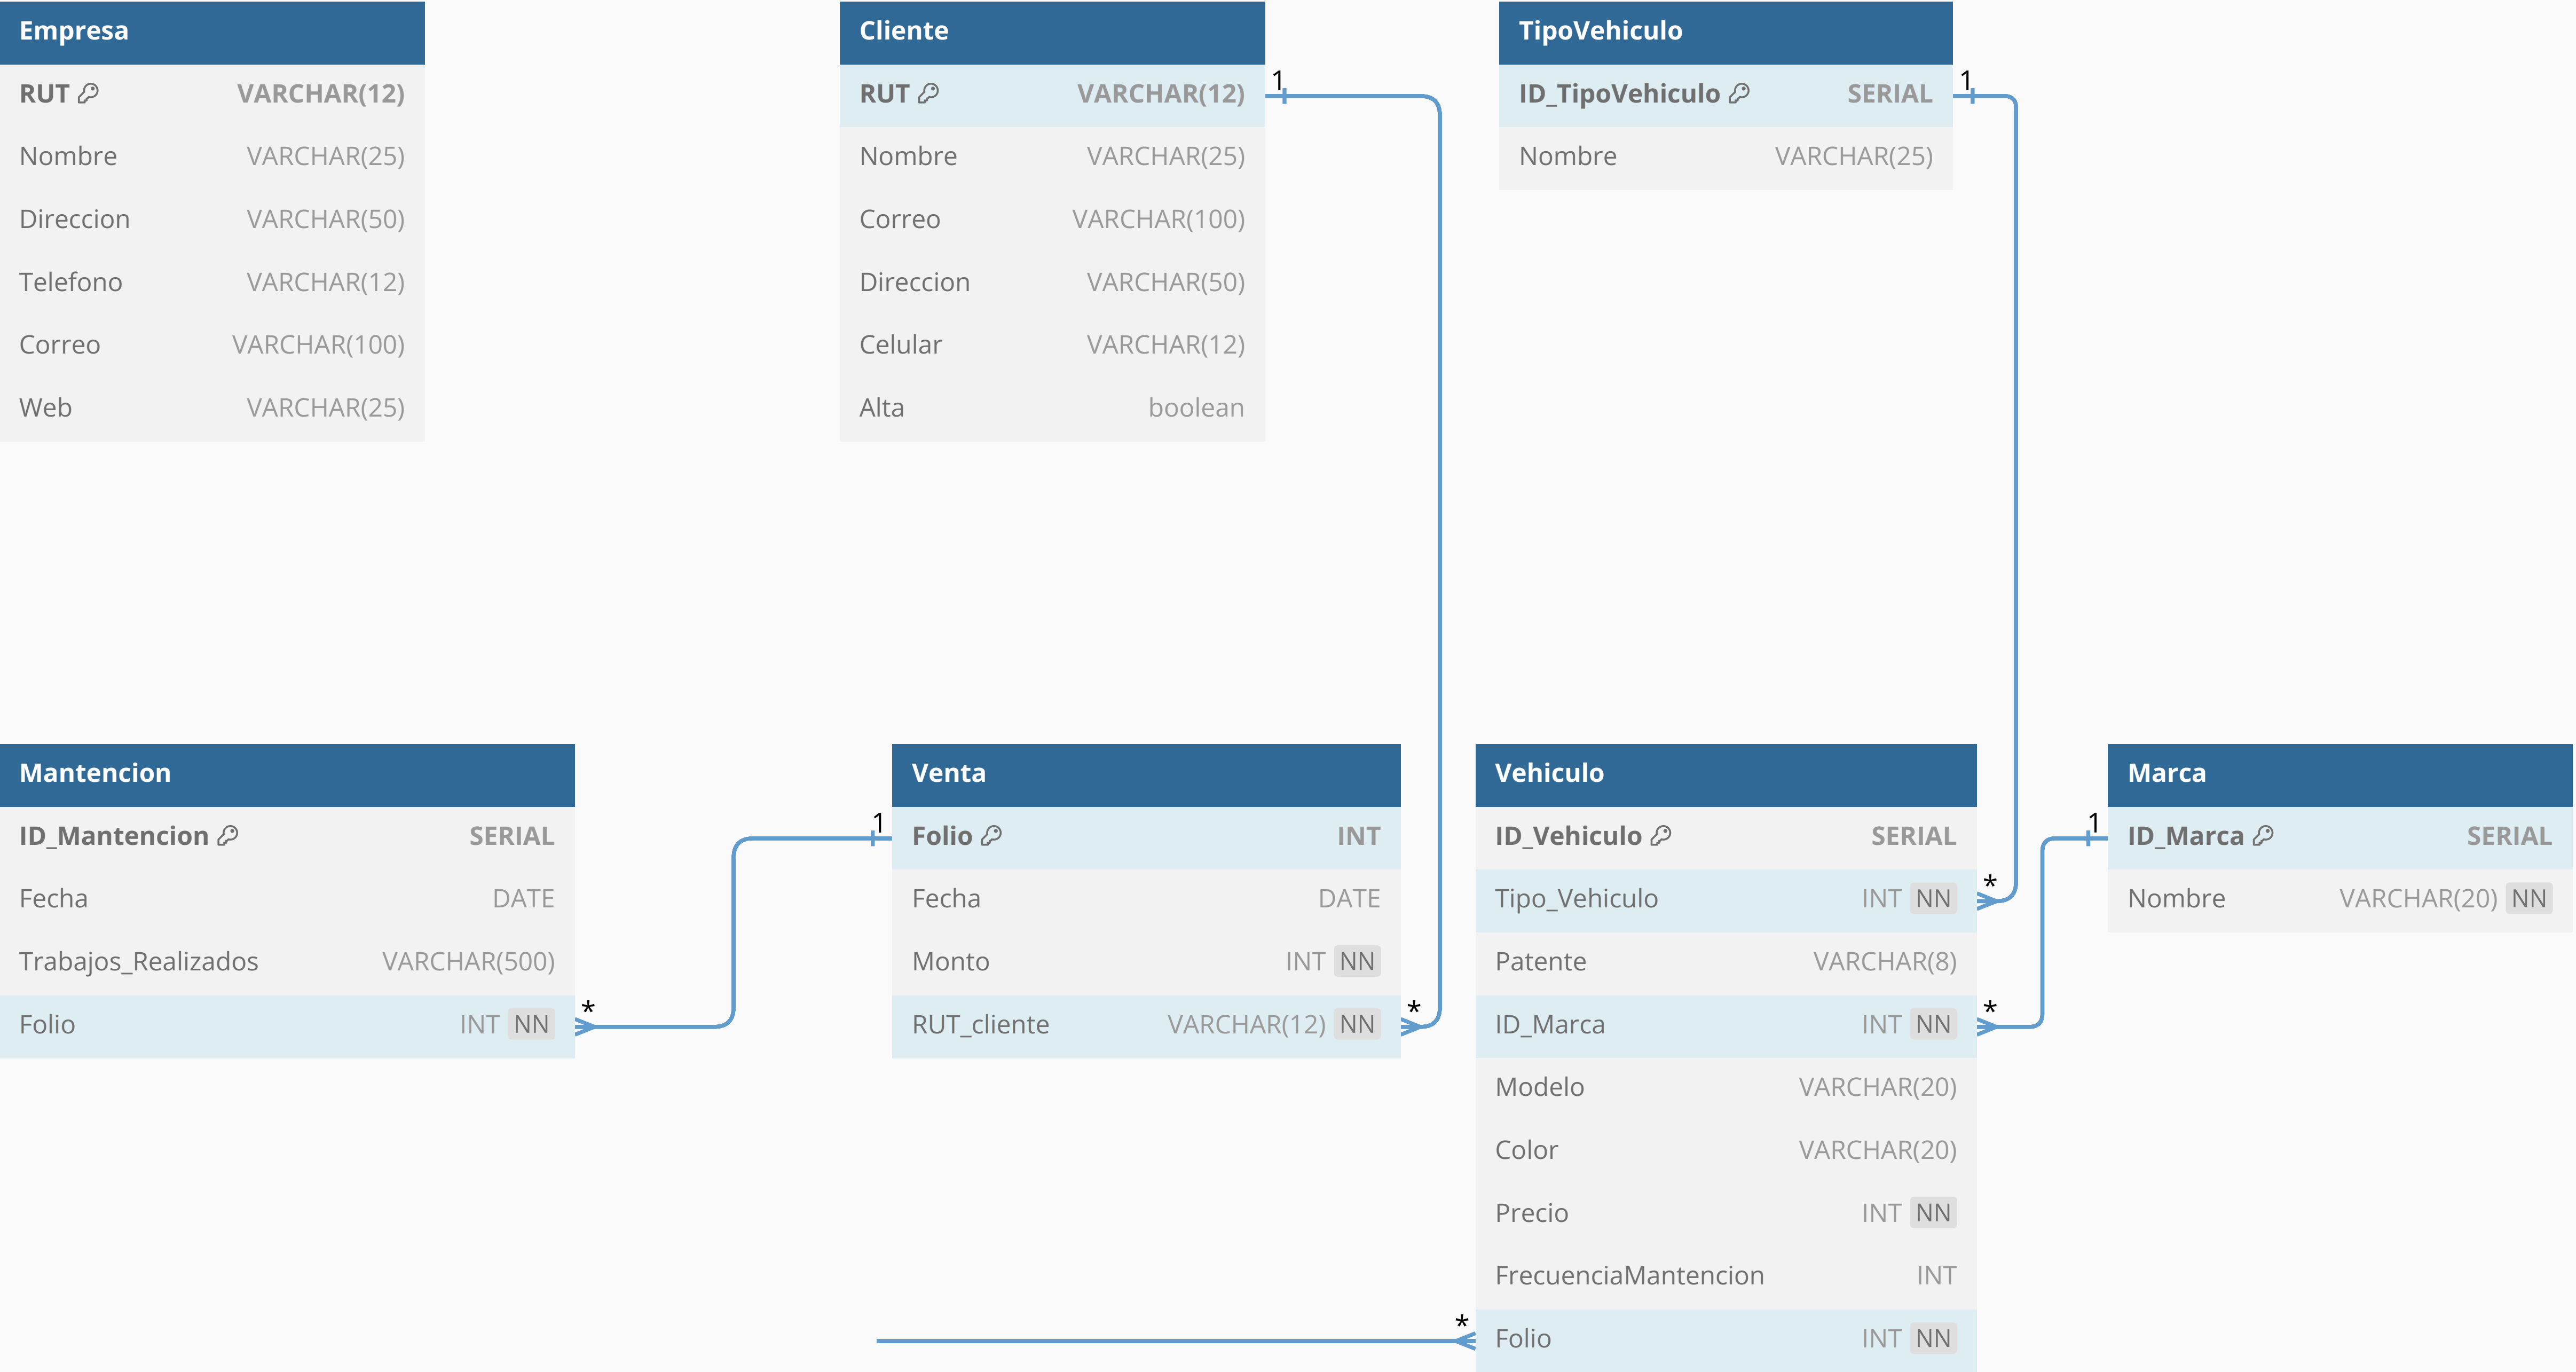 Empresa
RUT VARCHAR(12)
Nombre VARCHAR(25)
Direccion VARCHAR(50)
Telefono VARCHAR(12)
Correo VARCHAR(100)
Web VARCHAR(25)
Cliente
RUT VARCHAR(12)
Nombre VARCHAR(25)
Correo VARCHAR(100)
Direccion VARCHAR(50)
Celular VARCHAR(12)
Alta boolean
1
TipoVehiculo
ID_TipoVehiculo SERIAL
Nombre VARCHAR(25)
1
Mantencion
ID_Mantencion SERIAL
Fecha DATE
Trabajos_Realizados VARCHAR(500)
Folio INT NN
*
1
Venta
Folio INT
Fecha DATE
Monto INT NN
RUT_cliente VARCHAR(12) NN
*
Vehiculo
ID_Vehiculo SERIAL
Tipo_Vehiculo INT NN
*
Patente VARCHAR(8)
ID_Marca INT NN
*
Modelo VARCHAR(20)
Color VARCHAR(20)
Precio INT NN
FrecuenciaMantencion INT
*
Folio INT NN
1
Marca
ID_Marca SERIAL
Nombre VARCHAR(20) NN